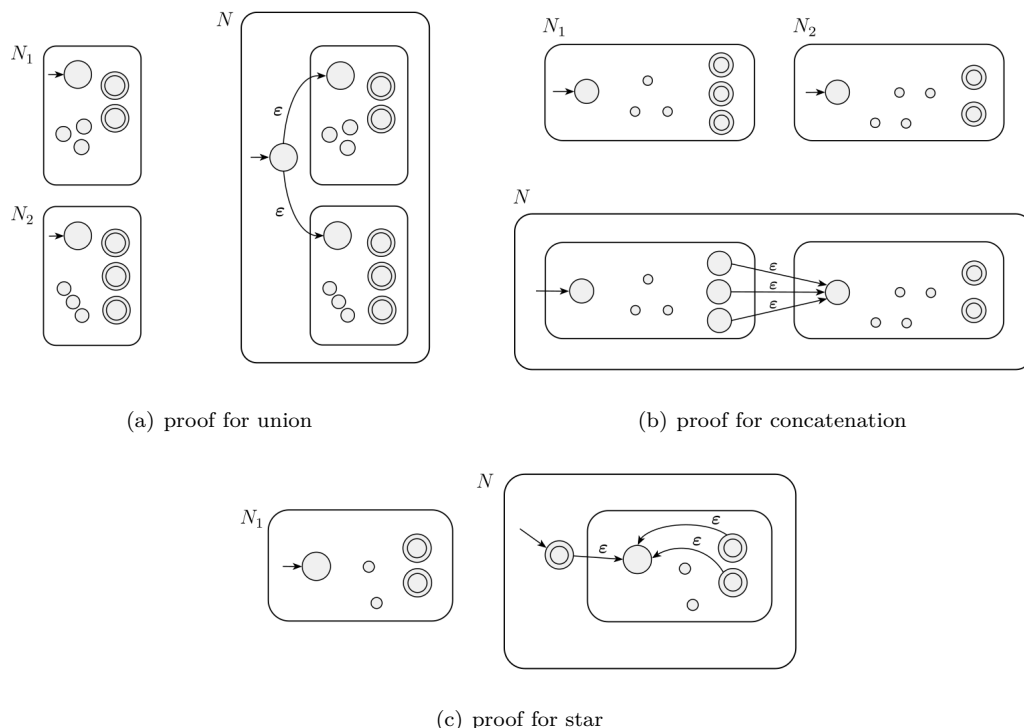 N₁
N
ε
ε
N₂
(a) proof for union
N₁
N₂
N
ε
ε
ε
(b) proof for concatenation
N₁
N
ε
ε
ε
(c) proof for star